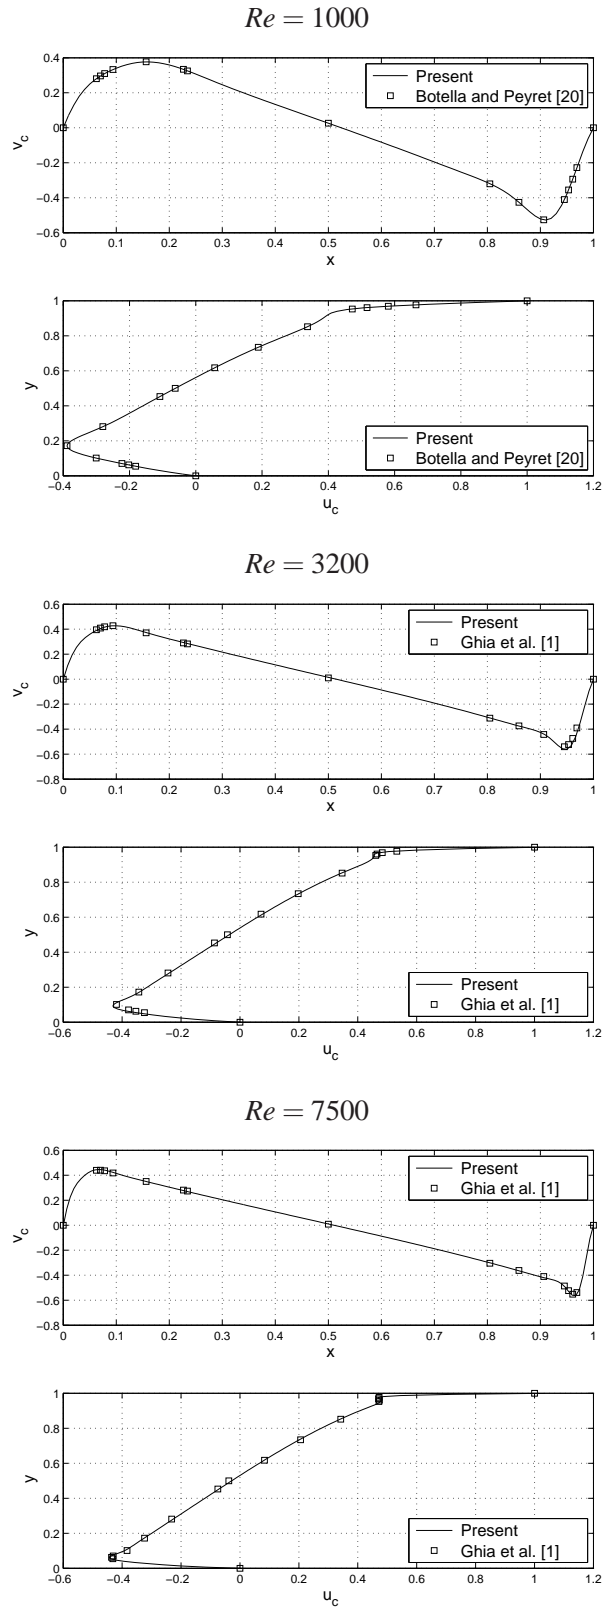 Re = 1000
0.4
0.2
0
−0.2
−0.4
−0.6
v_c
Present
Botella and Peyret [20]
0 0.1 0.2 0.3 0.4 0.5 0.6 0.7 0.8 0.9 1
x
1
0.8
0.6
0.4
0.2
0
y
Present
Botella and Peyret [20]
−0.4 −0.2 0 0.2 0.4 0.6 0.8 1 1.2
u_c
Re = 3200
0.6
0.4
0.2
0
−0.2
−0.4
−0.6
−0.8
v_c
Present
Ghia et al. [1]
0 0.1 0.2 0.3 0.4 0.5 0.6 0.7 0.8 0.9 1
x
1
0.8
0.6
0.4
0.2
0
y
Present
Ghia et al. [1]
−0.6 −0.4 −0.2 0 0.2 0.4 0.6 0.8 1 1.2
u_c
Re = 7500
0.6
0.4
0.2
0
−0.2
−0.4
−0.6
−0.8
v_c
Present
Ghia et al. [1]
0 0.1 0.2 0.3 0.4 0.5 0.6 0.7 0.8 0.9 1
x
1
0.8
0.6
0.4
0.2
0
y
Present
Ghia et al. [1]
−0.6 −0.4 −0.2 0 0.2 0.4 0.6 0.8 1 1.2
u_c